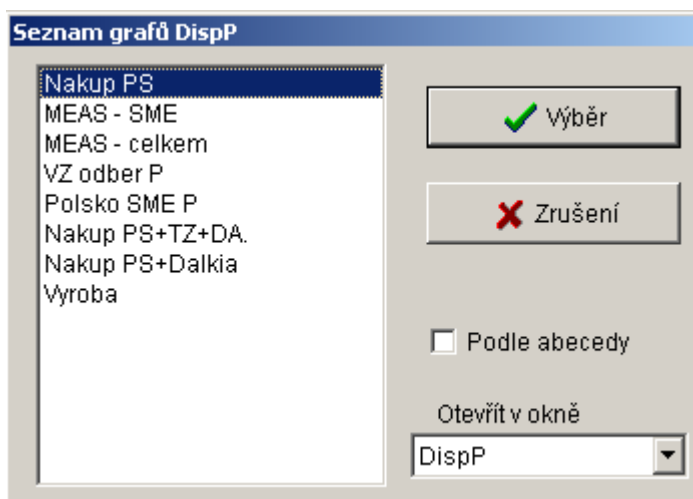 Seznam grafů DispP
Nakup PS
MEAS - SME
MEAS - celkem
VZ odber P
Polsko SME P
Nakup PS+TZ+DA.
Nakup PS+Dalkia
Vyroba
Výběr
Zrušení
Podle abecedy
Otevřít v okně
DispP